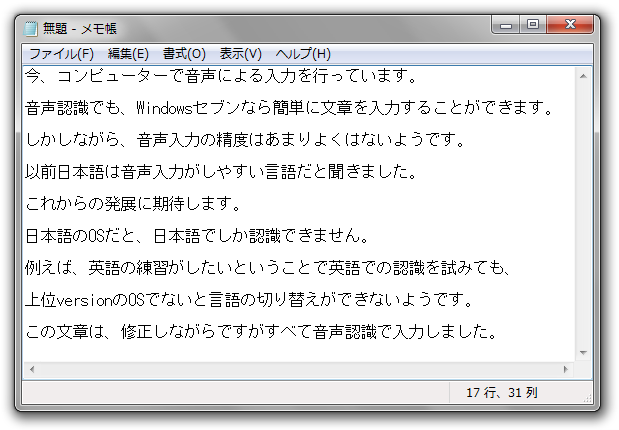 無題 - メモ帳
ファイル(F) 編集(E) 書式(O) 表示(V) ヘルプ(H)
今、コンピューターで音声による入力を行っています。
音声認識でも、Windowsセブンなら簡単に文章を入力することができます。
しかしながら、音声入力の精度はあまりよくはないようです。
以前日本語は音声入力がしやすい言語だと聞きました。
これからの発展に期待します。
日本語のOSだと、日本語でしか認識できません。
例えば、英語の練習がしたいということで英語での認識を試みても、
上位versionのOSでないと言語の切り替えができないようです。
この文章は、修正しながらですがすべて音声認識で入力しました。
17 行、31 列